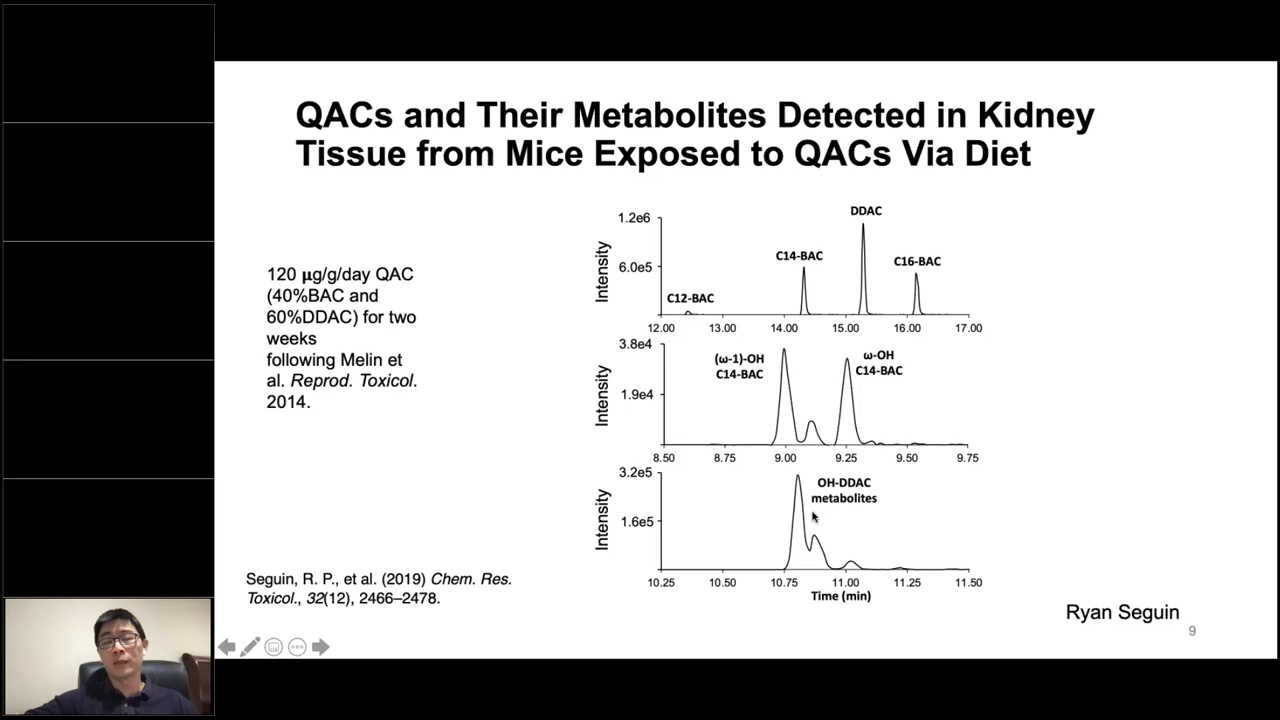 QACs and Their Metabolites Detected in Kidney
Tissue from Mice Exposed to QACs Via Diet
120 μg/g/day QAC
(40%BAC and
60%DDAC) for two
weeks
following Melin et
al. Reprod. Toxicol.
2014.
Intensity
1.2e6
6.0e5
C12-BAC
C14-BAC
DDAC
C16-BAC
12.00 13.00 14.00 15.00 16.00 17.00
Intensity
3.8e4
1.9e4
(ω-1)-OH
C14-BAC
ω-OH
C14-BAC
8.50 8.75 9.00 9.25 9.50 9.75
Intensity
3.2e5
1.6e5
OH-DDAC
metabolites
10.25 10.50 10.75 11.00 11.25 11.50
Time (min)
Seguin, R. P., et al. (2019) Chem. Res.
Toxicol., 32(12), 2466–2478.
Ryan Seguin
9